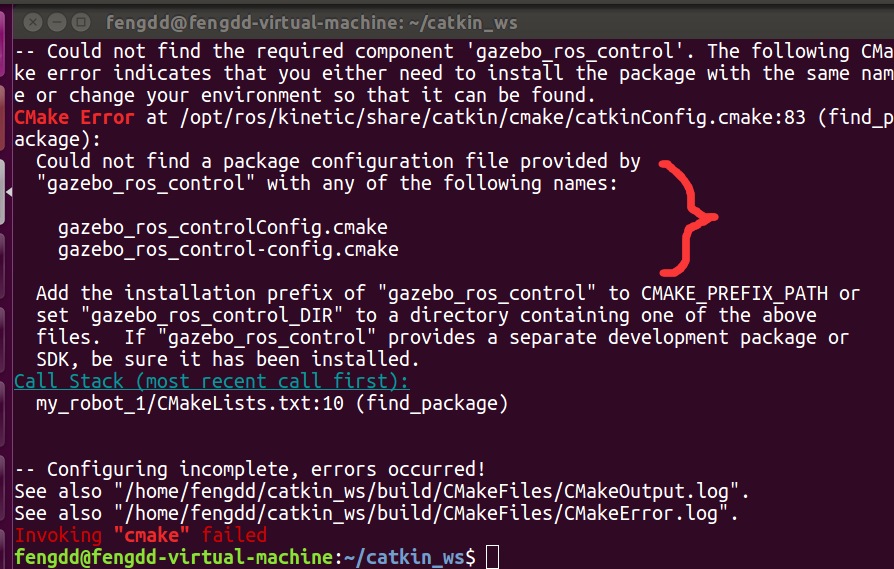 fengdd@fengdd-virtual-machine: ~/catkin_ws
-- Could not find the required component 'gazebo_ros_control'. The following CMa
ke error indicates that you either need to install the package with the same nam
e or change your environment so that it can be found.
CMake Error at /opt/ros/kinetic/share/catkin/cmake/catkinConfig.cmake:83 (find_p
ackage):
Could not find a package configuration file provided by
"gazebo_ros_control" with any of the following names:
gazebo_ros_controlConfig.cmake
gazebo_ros_control-config.cmake
Add the installation prefix of "gazebo_ros_control" to CMAKE_PREFIX_PATH or
set "gazebo_ros_control_DIR" to a directory containing one of the above
files.  If "gazebo_ros_control" provides a separate development package or
SDK, be sure it has been installed.
Call Stack (most recent call first):
my_robot_1/CMakeLists.txt:10 (find_package)
-- Configuring incomplete, errors occurred!
See also "/home/fengdd/catkin_ws/build/CMakeFiles/CMakeOutput.log".
See also "/home/fengdd/catkin_ws/build/CMakeFiles/CMakeError.log".
Invoking "cmake" failed
fengdd@fengdd-virtual-machine:~/catkin_ws$